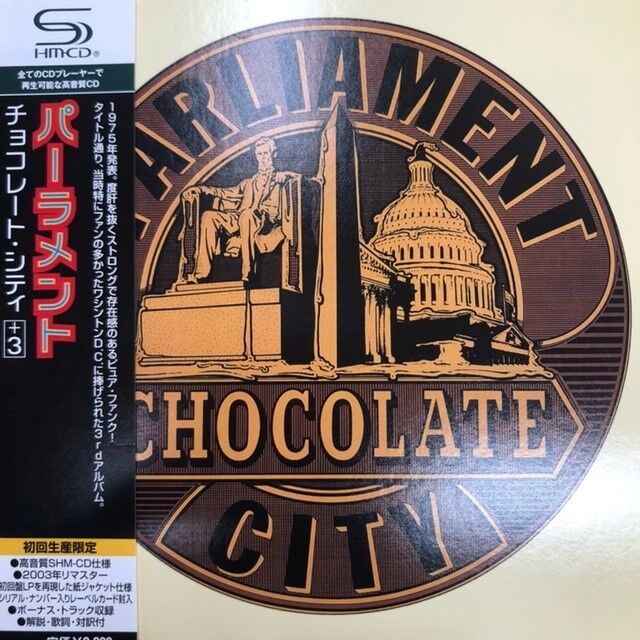 SHM-CD®
全てのCDプレーヤーで
再生可能な高音質CD
パーラメント
チョコレート・シティ +3
1975年発表。度肝を抜くストロングで存在感のあるピュア・ファンク!
タイトル通り、当時特にファンの多かったワシントンD.C.に捧げられた3rdアルバム。
初回生産限定
●高音質SHM-CD仕様
●2003年リマスター
初回盤LPを再現した紙ジャケット仕様
シリアル・ナンバー入りレーベルカード封入
●ボーナス・トラック収録
●解説・歌詞・対訳付
PARLIAMENT
CHOCOLATE
CITY